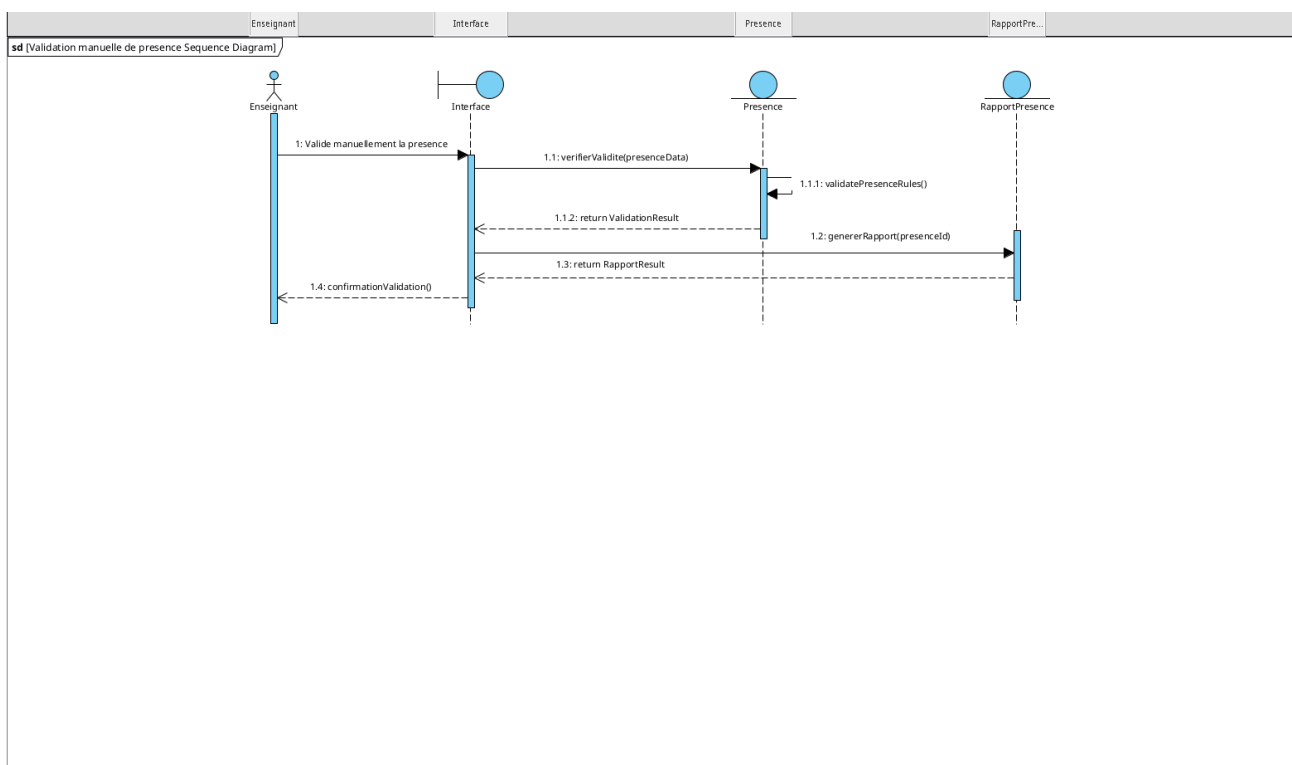 Enseignant
Interface
Presence
RapportPre...
sd [Validation manuelle de presence Sequence Diagram]
Enseignant
Interface
Presence
RapportPresence
1: Valide manuellement la presence
1.1: verifierValidite(presenceData)
1.1.1: validatePresenceRules()
1.1.2: return ValidationResult
1.2: genererRapport(presenceId)
1.3: return RapportResult
1.4: confirmationValidation()